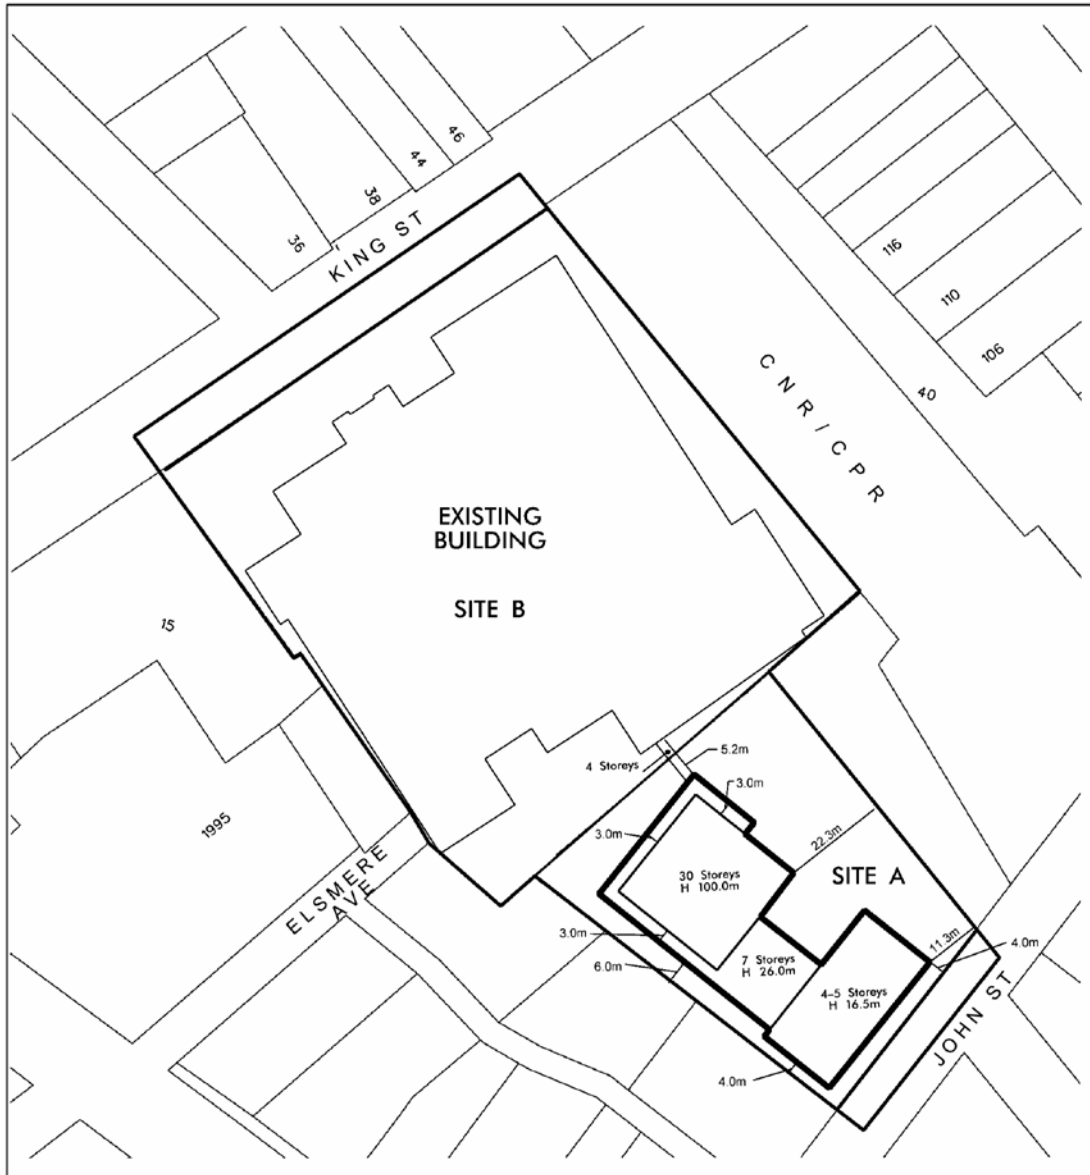 46
44
38
36
KING ST
116
110
106
CNR/CPR
40
EXISTING
BUILDING
SITE B
15
1995
ELSMERE
AVE
4 Storeys
5.2m
3.0m
3.0m
22.3m
30 Storeys
H 100.0m
SITE A
3.0m
6.0m
7 Storeys
H 26.0m
11.3m
4.0m
4-5 Storeys
H 16.5m
JOHN ST
4.0m